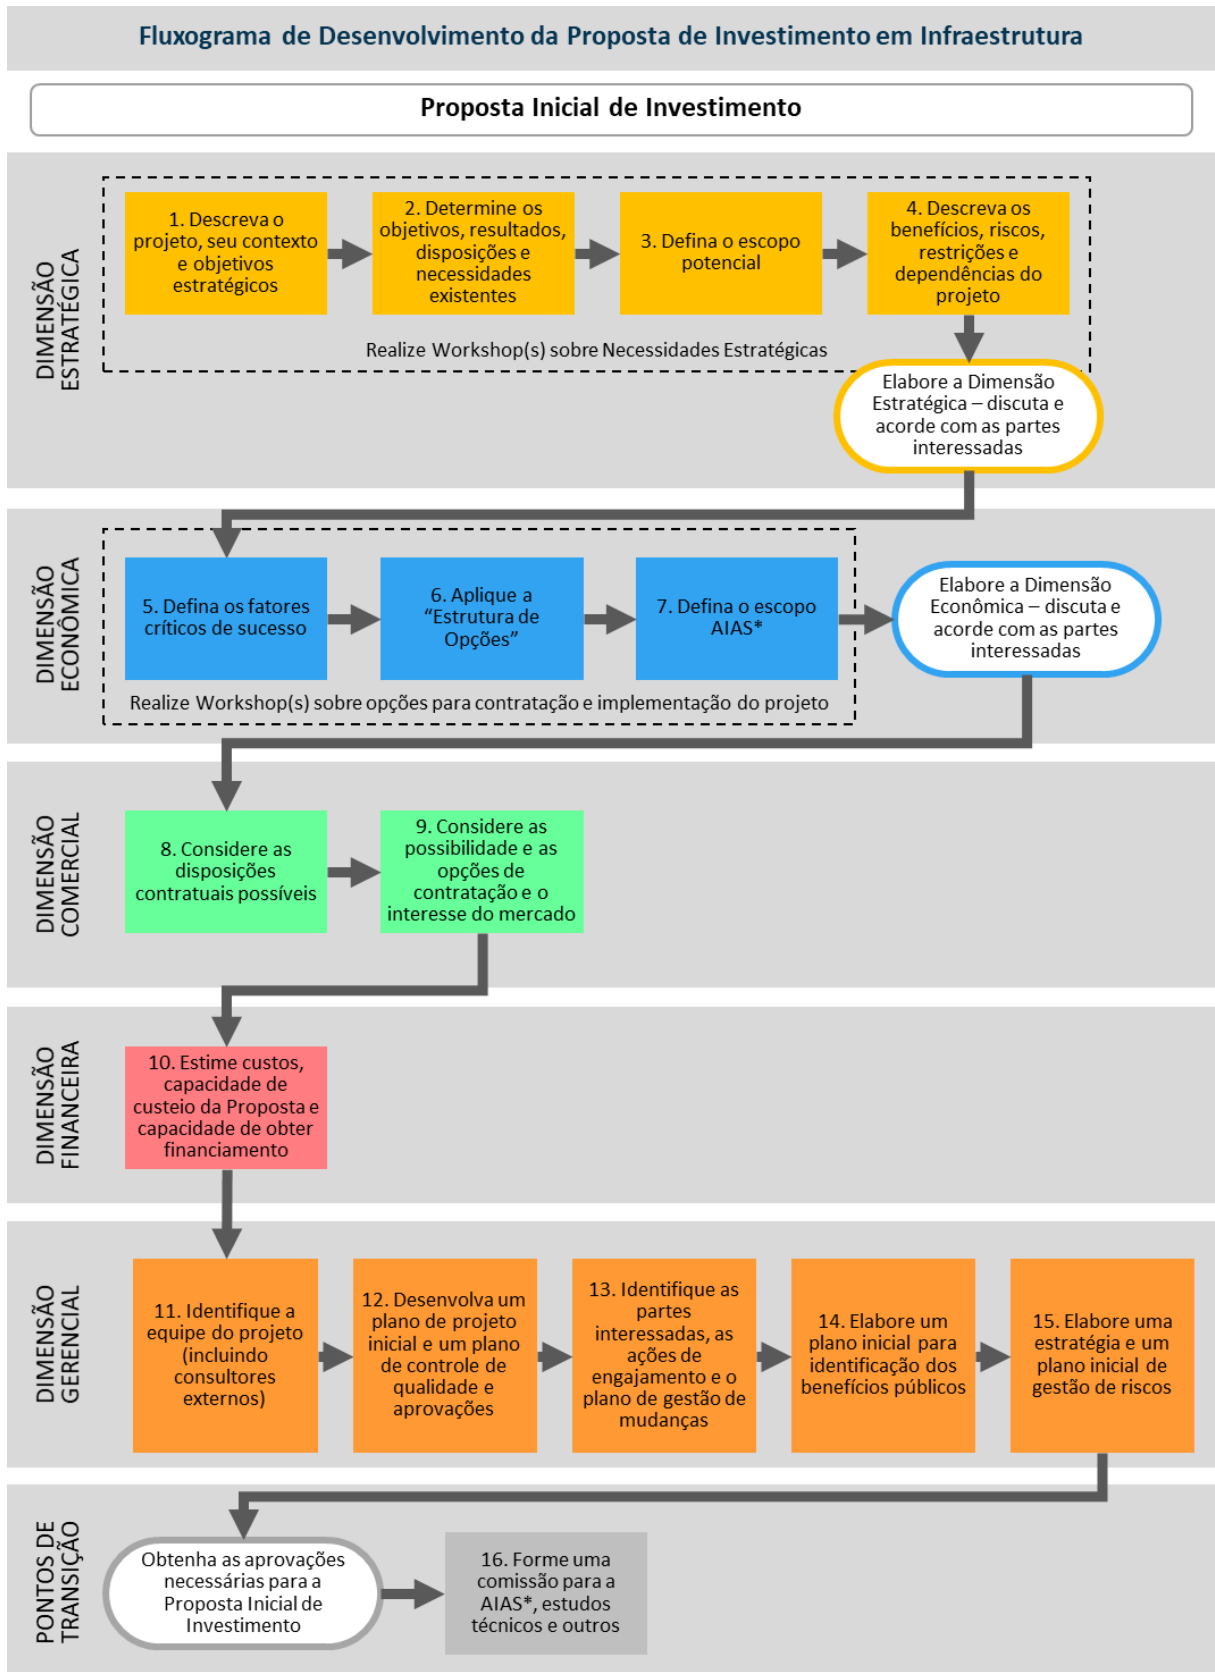 Fluxograma de Desenvolvimento da Proposta de Investimento em Infraestrutura
Proposta Inicial de Investimento
DIMENSÃO
ESTRATÉGICA
1. Descreva o
projeto, seu contexto
e objetivos
estratégicos
2. Determine os
objetivos, resultados,
disposições e
necessidades
existentes
3. Defina o escopo
potencial
4. Descreva os
benefícios, riscos,
restrições e
dependências do
projeto
Realize Workshop(s) sobre Necessidades Estratégicas
Elabore a Dimensão
Estratégica – discuta e
acorde com as partes
interessadas
DIMENSÃO
ECONÔMICA
5. Defina os fatores
críticos de sucesso
6. Aplique a
“Estrutura de
Opções”
7. Defina o escopo
AIAS*
Elabore a Dimensão
Econômica – discuta e
acorde com as partes
interessadas
Realize Workshop(s) sobre opções para contratação e implementação do projeto
DIMENSÃO
COMERCIAL
8. Considere as
disposições
contratuais possíveis
9. Considere as
possibilidade e as
opções de
contratação e o
interesse do mercado
DIMENSÃO
FINANCEIRA
10. Estime custos,
capacidade de
custeio da Proposta e
capacidade de obter
financiamento
DIMENSÃO
GERENCIAL
11. Identifique a
equipe do projeto
(incluindo
consultores
externos)
12. Desenvolva um
plano de projeto
inicial e um plano
de controle de
qualidade e
aprovações
13. Identifique as
partes
interessadas, as
ações de
engajamento e o
plano de gestão de
mudanças
14. Elabore um
plano inicial para
identificação dos
benefícios públicos
15. Elabore uma
estratégia e um
plano inicial de
gestão de riscos
PONTOS DE
TRANSIÇÃO
Obtenha as aprovações
necessárias para a
Proposta Inicial de
Investimento
16. Forme uma
comissão para a
AIAS*, estudos
técnicos e outros